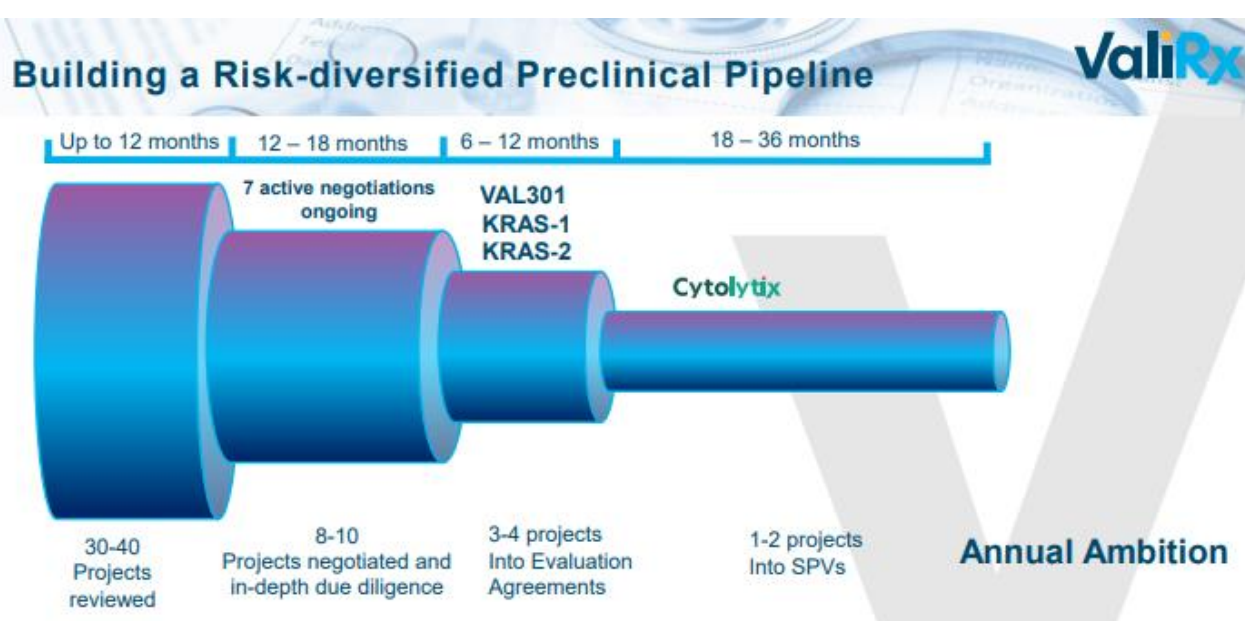 Building a Risk-diversified Preclinical Pipeline
ValiRx
Up to 12 months
12 – 18 months
6 – 12 months
18 – 36 months
7 active negotiations
ongoing
VAL301
KRAS-1
KRAS-2
Cytolytix
30-40
Projects
reviewed
8-10
Projects negotiated and
in-depth due diligence
3-4 projects
Into Evaluation
Agreements
1-2 projects
Into SPVs
Annual Ambition